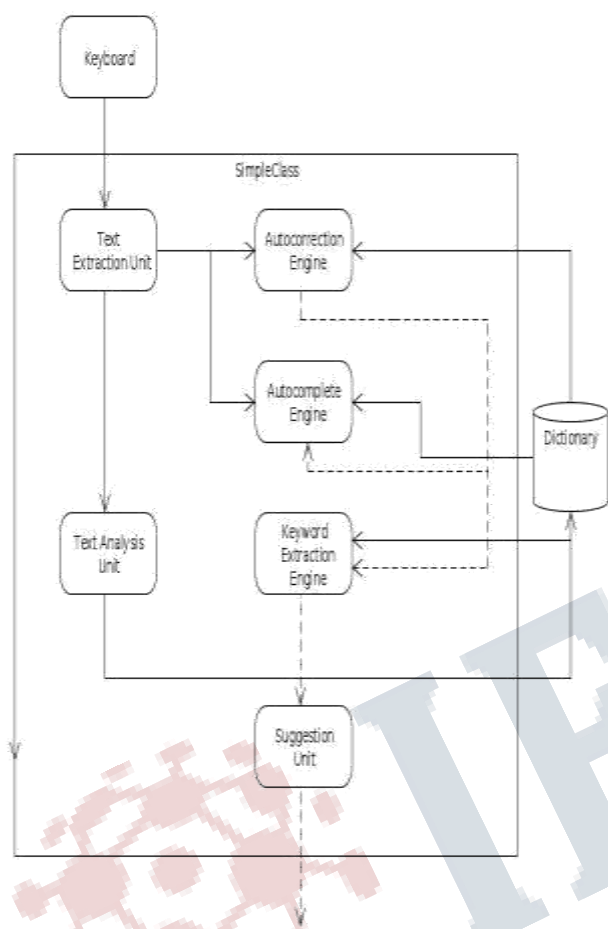 Keyboard
SimpleClass
Text
Extraction Unit
Autocorrection
Engine
Autocomplete
Engine
Dictionary
Text Analysis
Unit
Keyword
Extraction
Engine
Suggestion
Unit